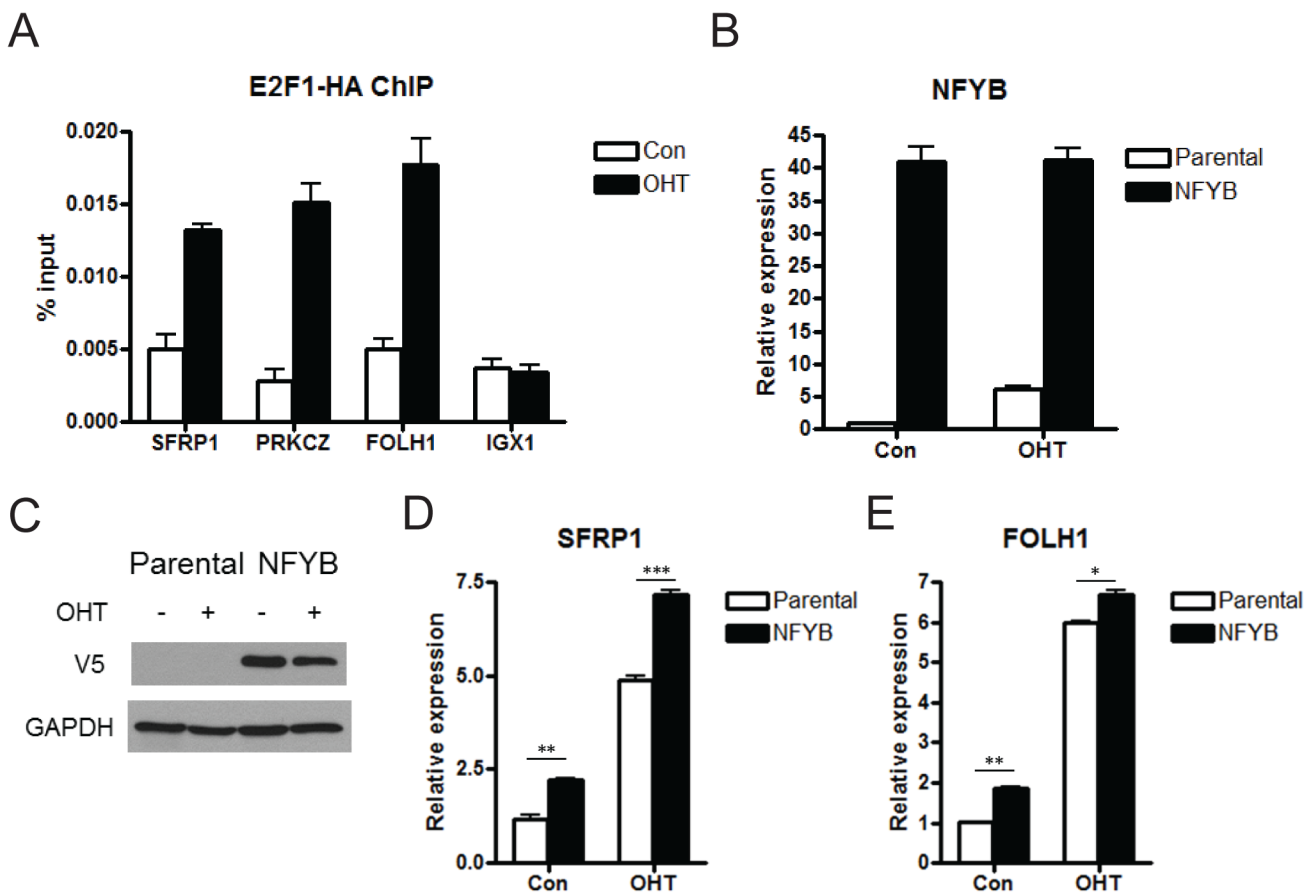 A
E2F1-HA ChIP
% input
0.020
0.015
0.010
0.005
0.000
SFRP1 PRKCZ FOLH1 IGX1
Con
OHT
B
NFYB
Relative expression
45
40
35
30
25
20
15
10
5
0
Con OHT
Parental
NFYB
C
Parental NFYB
OHT - + - +
V5
GAPDH
D
SFRP1
Relative expression
7.5
5.0
2.5
0.0
**
***
Con OHT
Parental
NFYB
E
FOLH1
Relative expression
7
6
5
4
3
2
1
0
**
*
Con OHT
Parental
NFYB